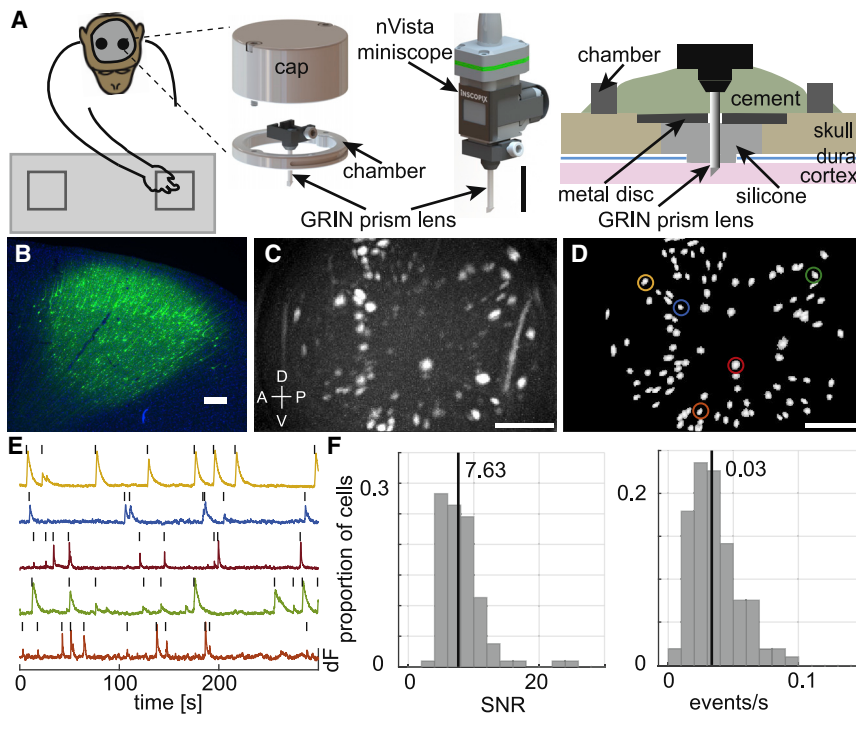 A
cap
chamber
GRIN prism lens
nVista
miniscope
INSCOPIX
chamber
cement
skull
dura
cortex
metal disc
silicone
GRIN prism lens
B
C
D
A
P
V
D
E
0
100
200
time [s]
dF
F
proportion of cells
0.3
0
7.63
0
20
SNR
0.2
0
0.03
0
0.1
events/s